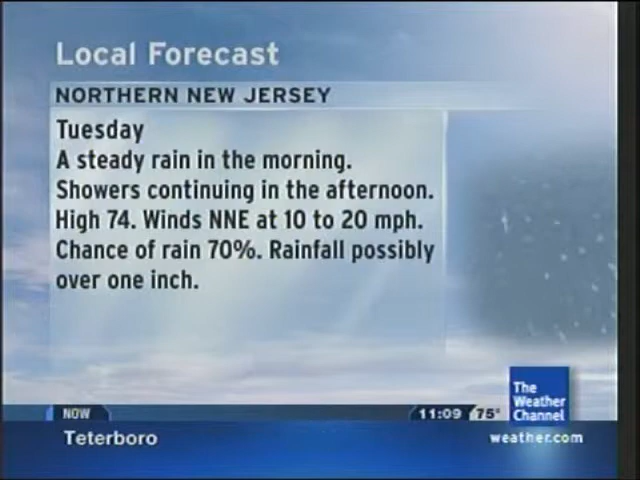 Local Forecast
NORTHERN NEW JERSEY
Tuesday
A steady rain in the morning.
Showers continuing in the afternoon.
High 74. Winds NNE at 10 to 20 mph.
Chance of rain 70%. Rainfall possibly
over one inch.
The
Weather
Channel
NOW
11:09 75°
Teterboro
weather.com